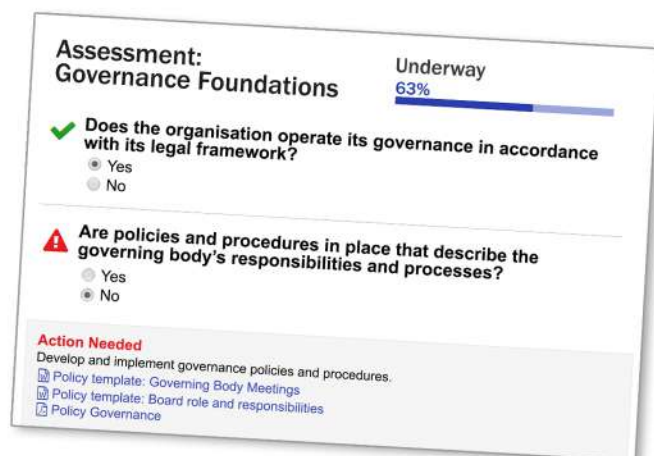 Assessment:
Governance Foundations
Underway
63%
Does the organisation operate its governance in accordance
with its legal framework?
Yes
No
Are policies and procedures in place that describe the
governing body's responsibilities and processes?
Yes
No
Action Needed
Develop and implement governance policies and procedures.
Policy template: Governing Body Meetings
Policy template: Board role and responsibilities
Policy Governance